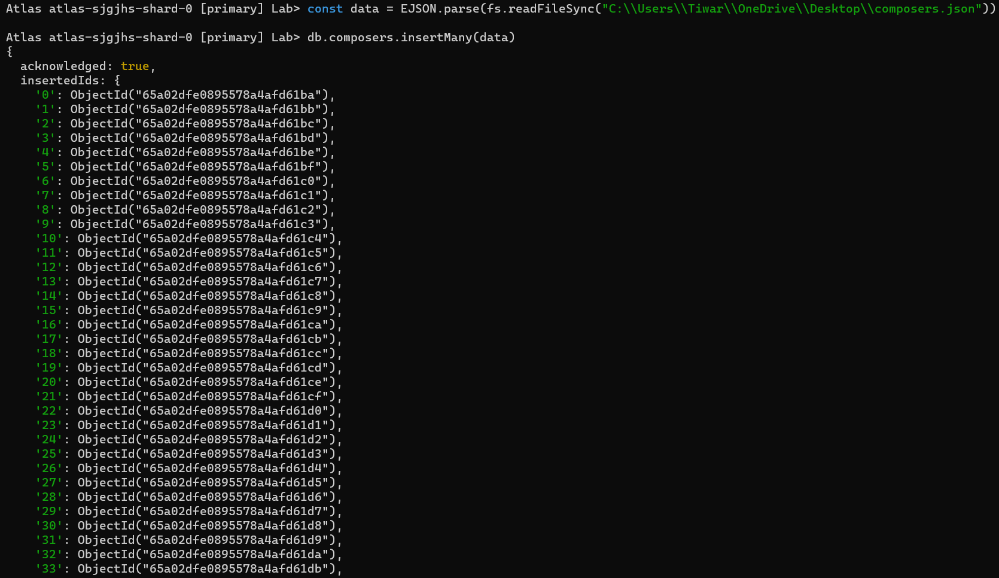 Atlas atlas-sjgjhs-shard-0 [primary] Lab> const data = EJSON.parse(fs.readFileSync("C:\\Users\\Tiwar\\OneDrive\\Desktop\\composers.json"))
Atlas atlas-sjgjhs-shard-0 [primary] Lab> db.composers.insertMany(data)
{
  acknowledged: true,
  insertedIds: {
    '0': ObjectId("65a02dfe0895578a4afd61ba"),
    '1': ObjectId("65a02dfe0895578a4afd61bb"),
    '2': ObjectId("65a02dfe0895578a4afd61bc"),
    '3': ObjectId("65a02dfe0895578a4afd61bd"),
    '4': ObjectId("65a02dfe0895578a4afd61be"),
    '5': ObjectId("65a02dfe0895578a4afd61bf"),
    '6': ObjectId("65a02dfe0895578a4afd61c0"),
    '7': ObjectId("65a02dfe0895578a4afd61c1"),
    '8': ObjectId("65a02dfe0895578a4afd61c2"),
    '9': ObjectId("65a02dfe0895578a4afd61c3"),
    '10': ObjectId("65a02dfe0895578a4afd61c4"),
    '11': ObjectId("65a02dfe0895578a4afd61c5"),
    '12': ObjectId("65a02dfe0895578a4afd61c6"),
    '13': ObjectId("65a02dfe0895578a4afd61c7"),
    '14': ObjectId("65a02dfe0895578a4afd61c8"),
    '15': ObjectId("65a02dfe0895578a4afd61c9"),
    '16': ObjectId("65a02dfe0895578a4afd61ca"),
    '17': ObjectId("65a02dfe0895578a4afd61cb"),
    '18': ObjectId("65a02dfe0895578a4afd61cc"),
    '19': ObjectId("65a02dfe0895578a4afd61cd"),
    '20': ObjectId("65a02dfe0895578a4afd61ce"),
    '21': ObjectId("65a02dfe0895578a4afd61cf"),
    '22': ObjectId("65a02dfe0895578a4afd61d0"),
    '23': ObjectId("65a02dfe0895578a4afd61d1"),
    '24': ObjectId("65a02dfe0895578a4afd61d2"),
    '25': ObjectId("65a02dfe0895578a4afd61d3"),
    '26': ObjectId("65a02dfe0895578a4afd61d4"),
    '27': ObjectId("65a02dfe0895578a4afd61d5"),
    '28': ObjectId("65a02dfe0895578a4afd61d6"),
    '29': ObjectId("65a02dfe0895578a4afd61d7"),
    '30': ObjectId("65a02dfe0895578a4afd61d8"),
    '31': ObjectId("65a02dfe0895578a4afd61d9"),
    '32': ObjectId("65a02dfe0895578a4afd61da"),
    '33': ObjectId("65a02dfe0895578a4afd61db"),